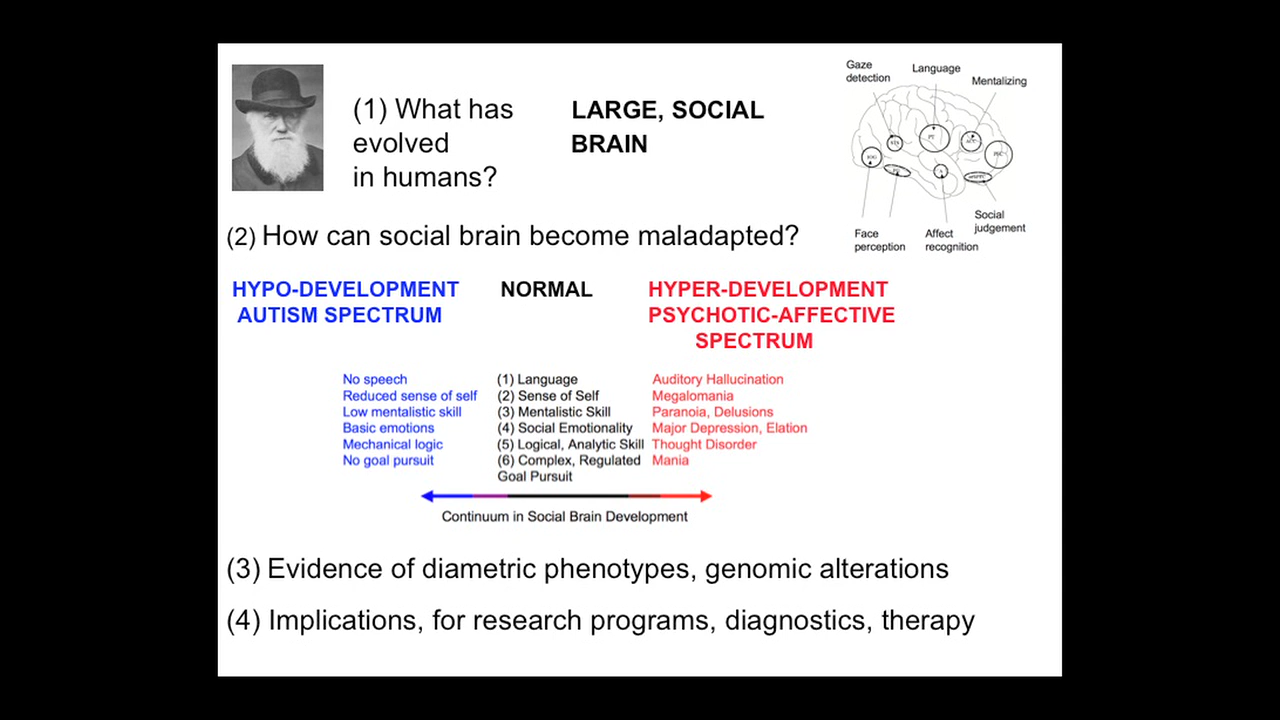 (1) What has
evolved
in humans?
LARGE, SOCIAL
BRAIN
Gaze
detection
Language
Mentalizing
Face
perception
Affect
recognition
Social
judgement
(2) How can social brain become maladapted?
HYPO-DEVELOPMENT
AUTISM SPECTRUM
NORMAL
HYPER-DEVELOPMENT
PSYCHOTIC-AFFECTIVE
SPECTRUM
No speech
Reduced sense of self
Low mentalistic skill
Basic emotions
Mechanical logic
No goal pursuit
(1) Language
(2) Sense of Self
(3) Mentalistic Skill
(4) Social Emotionality
(5) Logical, Analytic Skill
(6) Complex, Regulated
Goal Pursuit
Auditory Hallucination
Megalomania
Paranoia, Delusions
Major Depression, Elation
Thought Disorder
Mania
Continuum in Social Brain Development
(3) Evidence of diametric phenotypes, genomic alterations
(4) Implications, for research programs, diagnostics, therapy